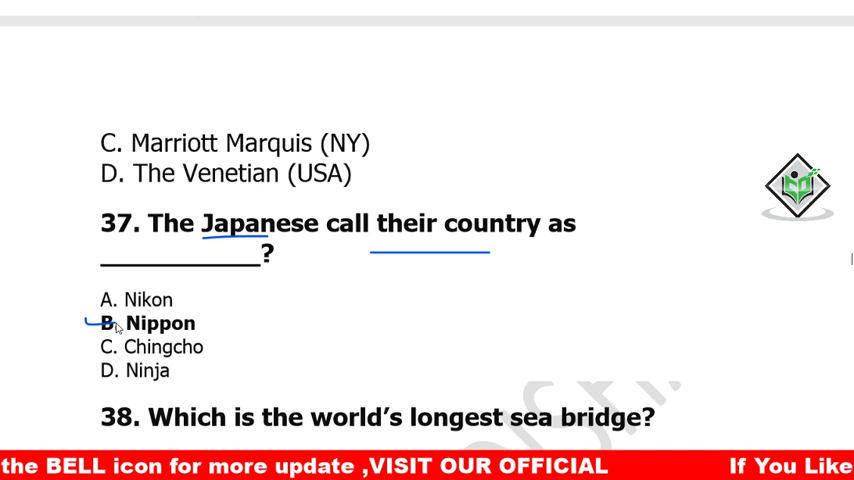 C. Marriott Marquis (NY)
D. The Venetian (USA)
37. The Japanese call their country as
____________?
A. Nikon
B. Nippon
C. Chingcho
D. Ninja
38. Which is the world’s longest sea bridge?
the BELL icon for more update ,VISIT OUR OFFICIAL If You Like